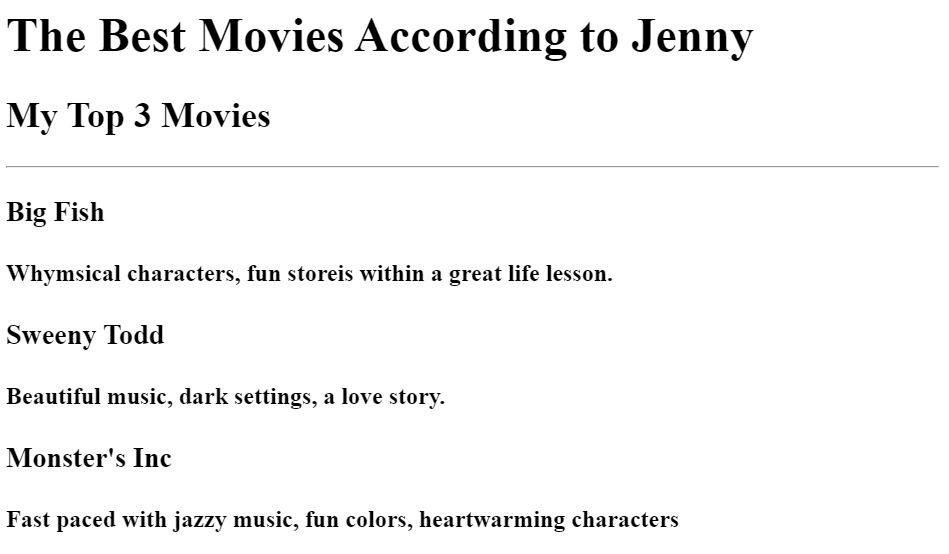 The Best Movies According to Jenny
My Top 3 Movies
Big Fish
Whymsical characters, fun storeis within a great life lesson.
Sweeny Todd
Beautiful music, dark settings, a love story.
Monster's Inc
Fast paced with jazzy music, fun colors, heartwarming characters